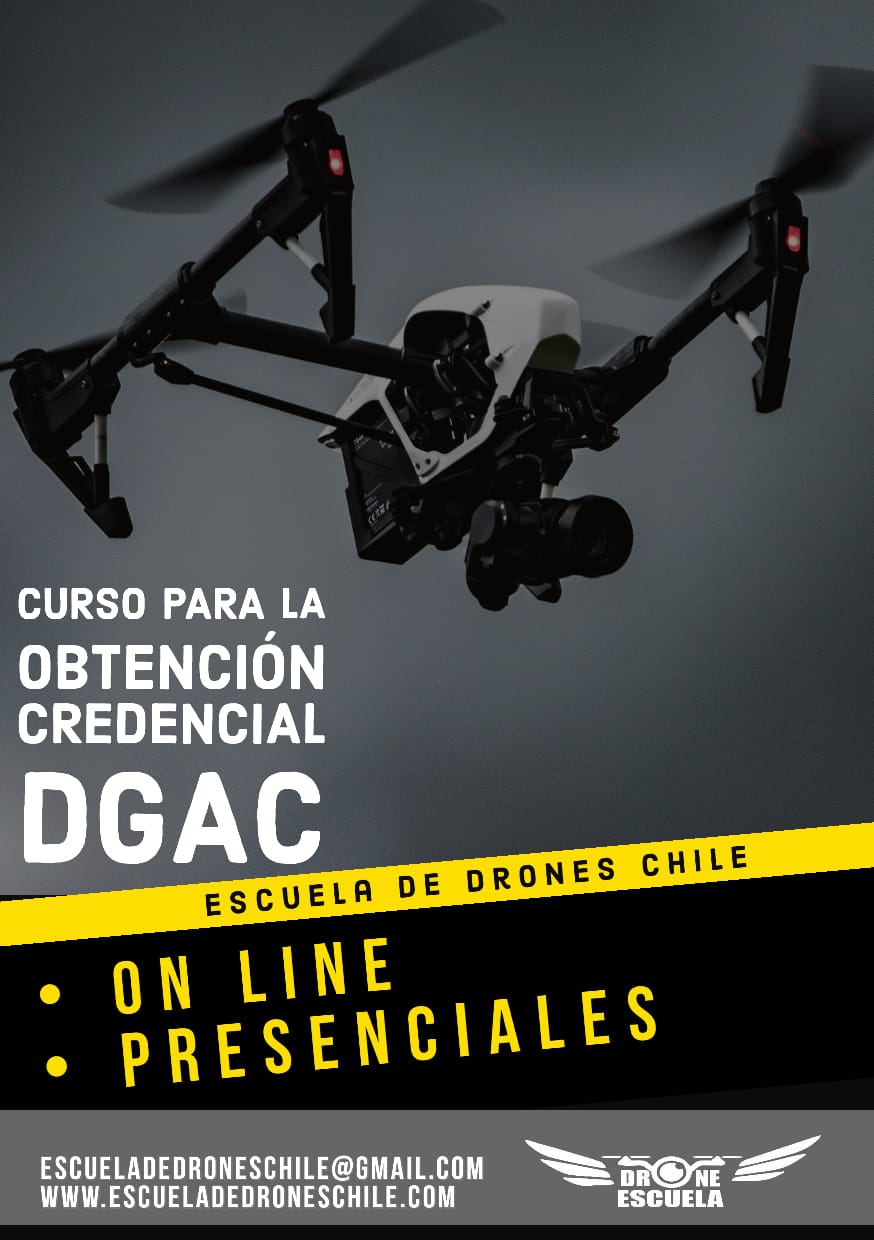 CURSO PARA LA
OBTENCIÓN
CREDENCIAL
DGAC
ESCUELA DE DRONES CHILE
• ON LINE
• PRESENCIALES
ESCUELADEDRONESCHILE@GMAIL.COM
WWW.ESCUELADEDRONESCHILE.COM
DRONE
ESCUELA